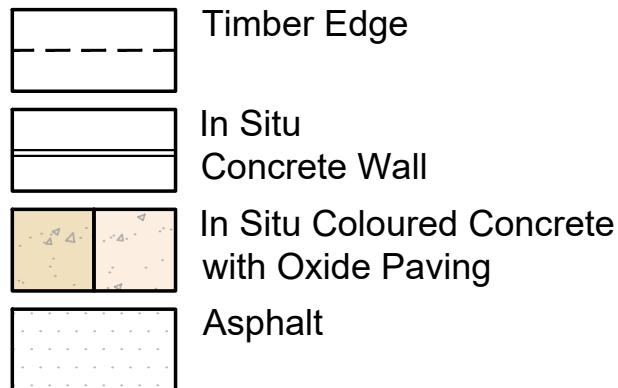 Timber Edge
In Situ
Concrete Wall
In Situ Coloured Concrete
with Oxide Paving
Asphalt